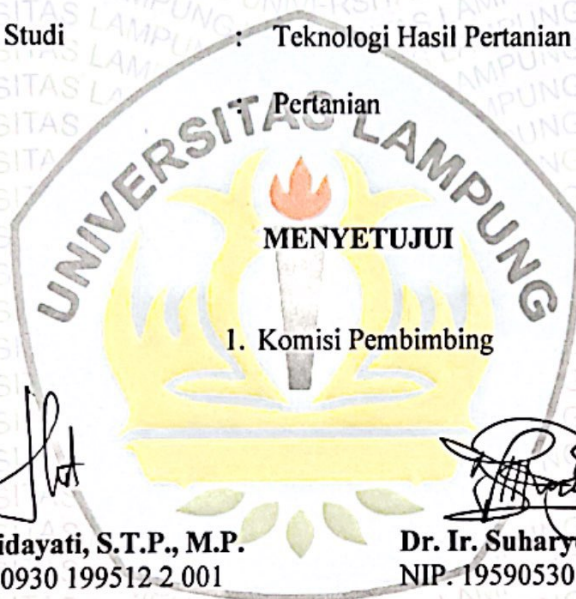 Studi : Teknologi Hasil Pertanian
: Pertanian
UNIVERSITAS LAMPUNG
MENYETUJUI
1. Komisi Pembimbing
idayati, S.T.P., M.P. Dr. Ir. Suhary
0930 199512 2 001 NIP. 19590530